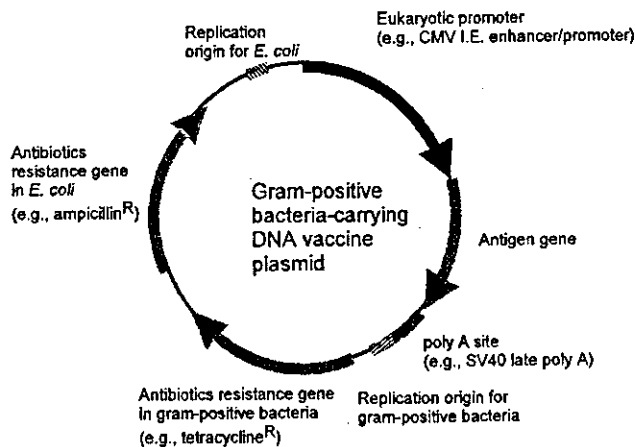 Replication
origin for E. coli
Eukaryotic promoter
(e.g., CMV I.E. enhancer/promoter)
Antibiotics
resistance gene
in E. coli
(e.g., ampicillinR)
Gram-positive
bacteria-carrying
DNA vaccine
plasmid
Antigen gene
poly A site
(e.g., SV40 late poly A)
Antibiotics resistance gene
in gram-positive bacteria
(e.g., tetracyclineR)
Replication origin for
gram-positive bacteria